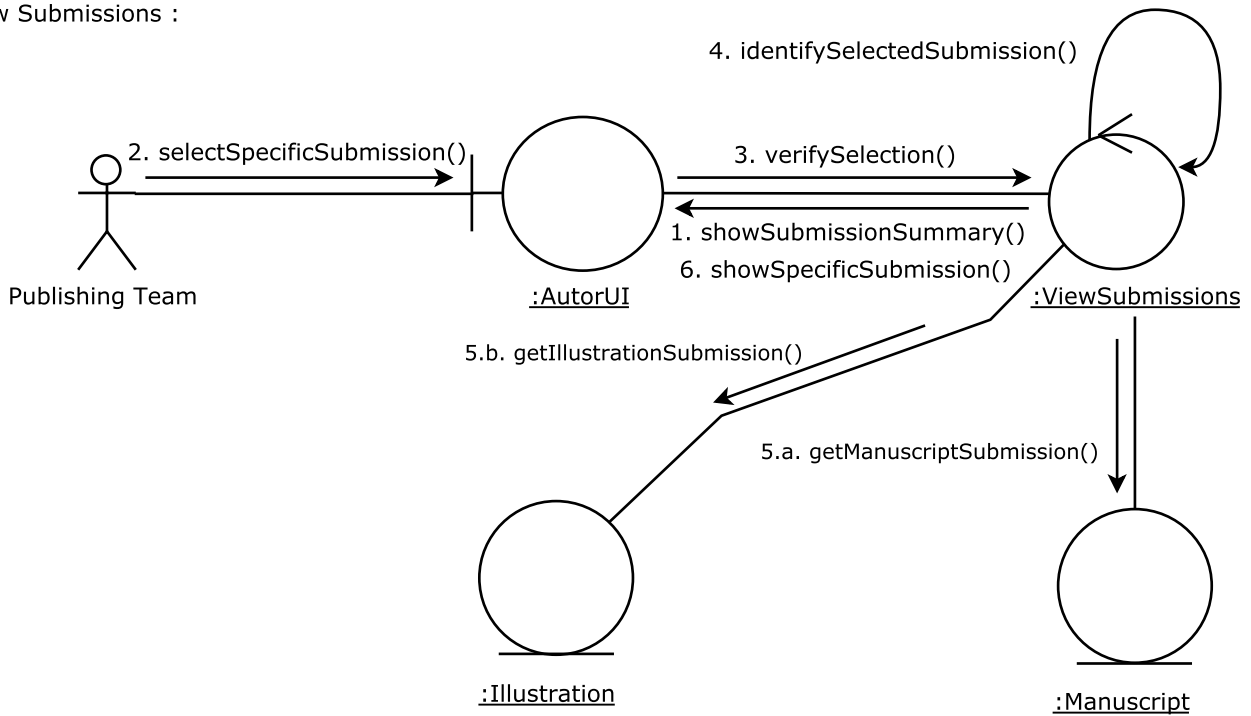 Submissions :
4. identifySelectedSubmission()
2. selectSpecificSubmission()
3. verifySelection()
1. showSubmissionSummary()
6. showSpecificSubmission()
Publishing Team
:AutorUI
:ViewSubmissions
5.b. getIllustrationSubmission()
5.a. getManuscriptSubmission()
:Illustration
:Manuscript